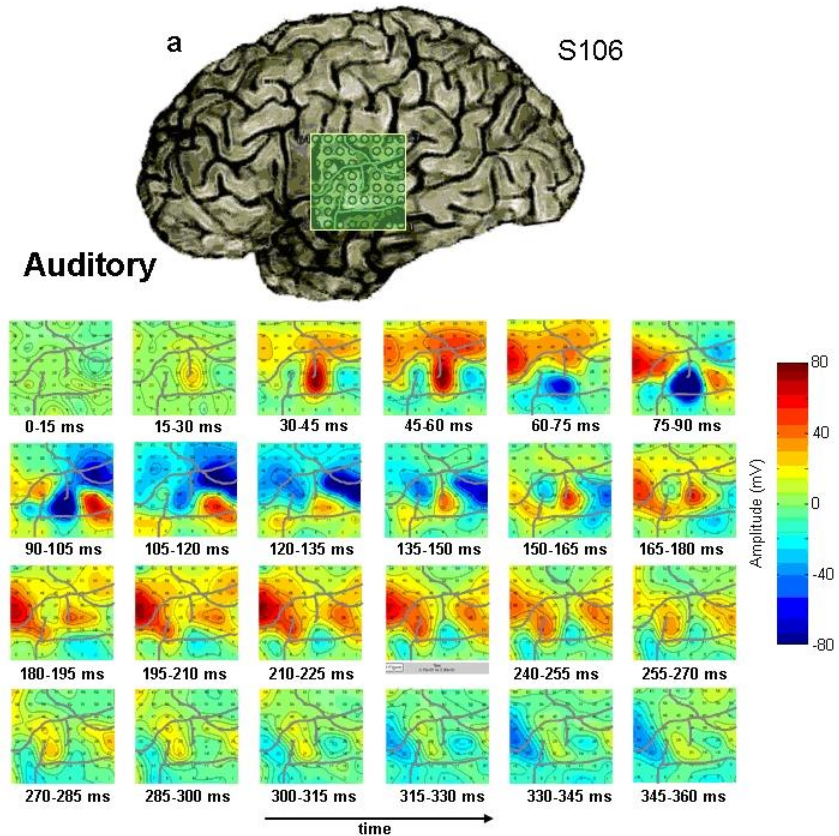 a
S106
Auditory
0-15 ms
15-30 ms
30-45 ms
45-60 ms
60-75 ms
75-90 ms
90-105 ms
105-120 ms
120-135 ms
135-150 ms
150-165 ms
165-180 ms
180-195 ms
195-210 ms
210-225 ms
240-255 ms
255-270 ms
270-285 ms
285-300 ms
300-315 ms
315-330 ms
330-345 ms
345-360 ms
time
80
40
0
-40
-80
Amplitude (mV)